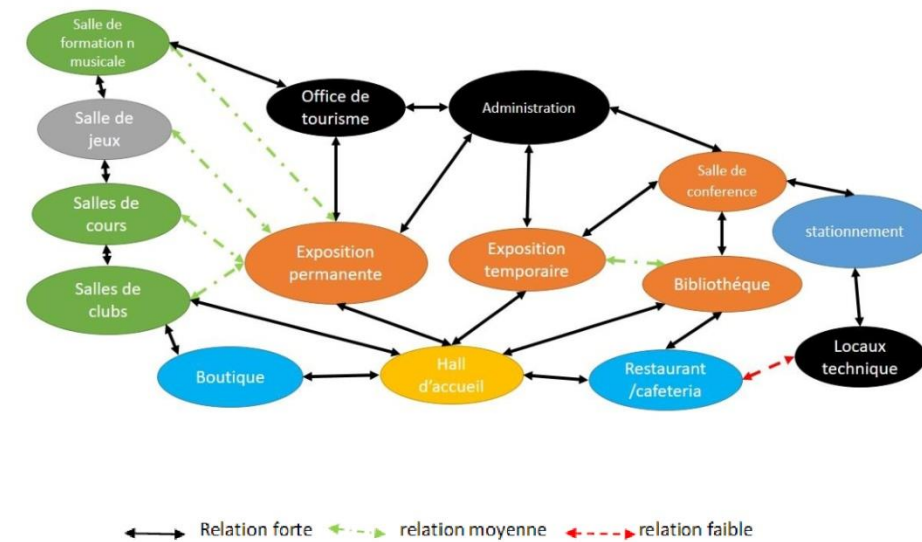 Salle de
formation n
musicale
Office de
tourisme
Administration
Salle de
jeux
Salle de
conference
Salles de
cours
stationnement
Exposition
permanente
Exposition
temporaire
Bibliothéque
Salles de
clubs
Boutique
Hall
d'accueil
Restaurant
/cafeteria
Locaux
technique
Relation forte
relation moyenne
relation faible